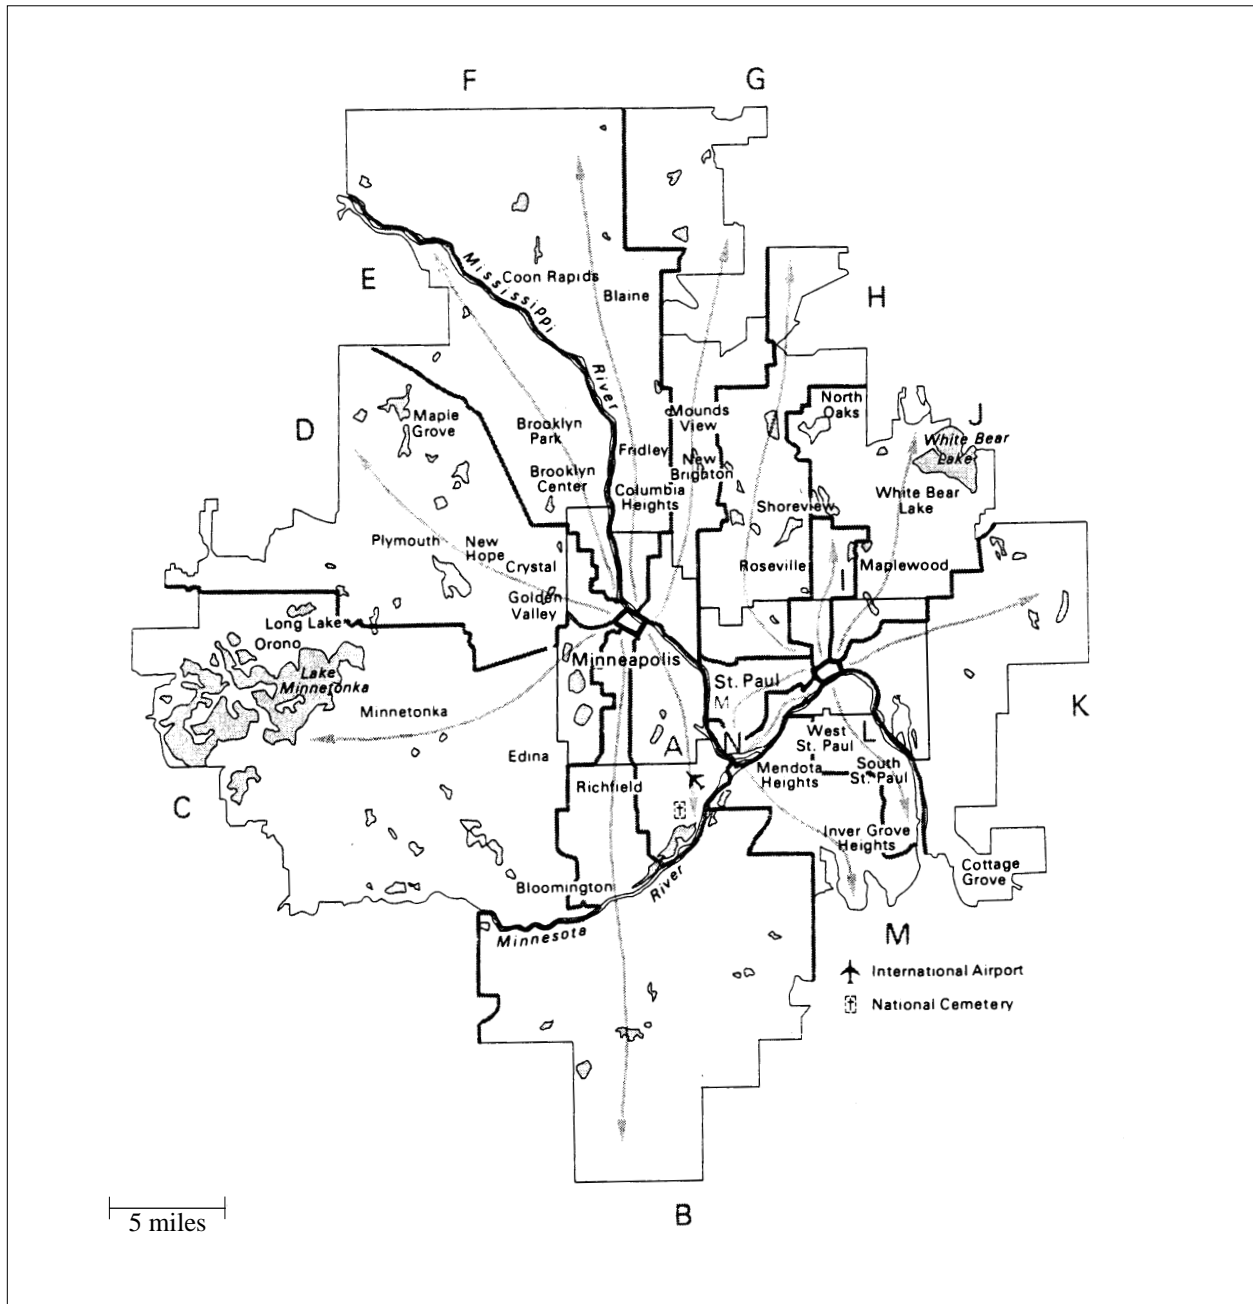 F
G
Mississippi
River
E
Coon Rapids
Blaine
H
D
Maple
Grove
Brooklyn
Park
Fridley
Mounds
View
New
Brighton
North
Oaks
J
White Bear
Lake
Brooklyn
Center
Columbia
Heights
Shoreview
White Bear
Lake
Plymouth
New
Hope
Crystal
Roseville
I
Maplewood
Golden
Valley
Long Lake
Orono
Lake
Minnetonka
Minneapolis
St. Paul
M
Minnetonka
K
Edina
A
N
West
St. Paul
L
Mendota
Heights
South
St. Paul
C
Richfield
Inver Grove
Heights
Cottage
Grove
Bloomington
River
Minnesota
M
International Airport
National Cemetery
5 miles
B